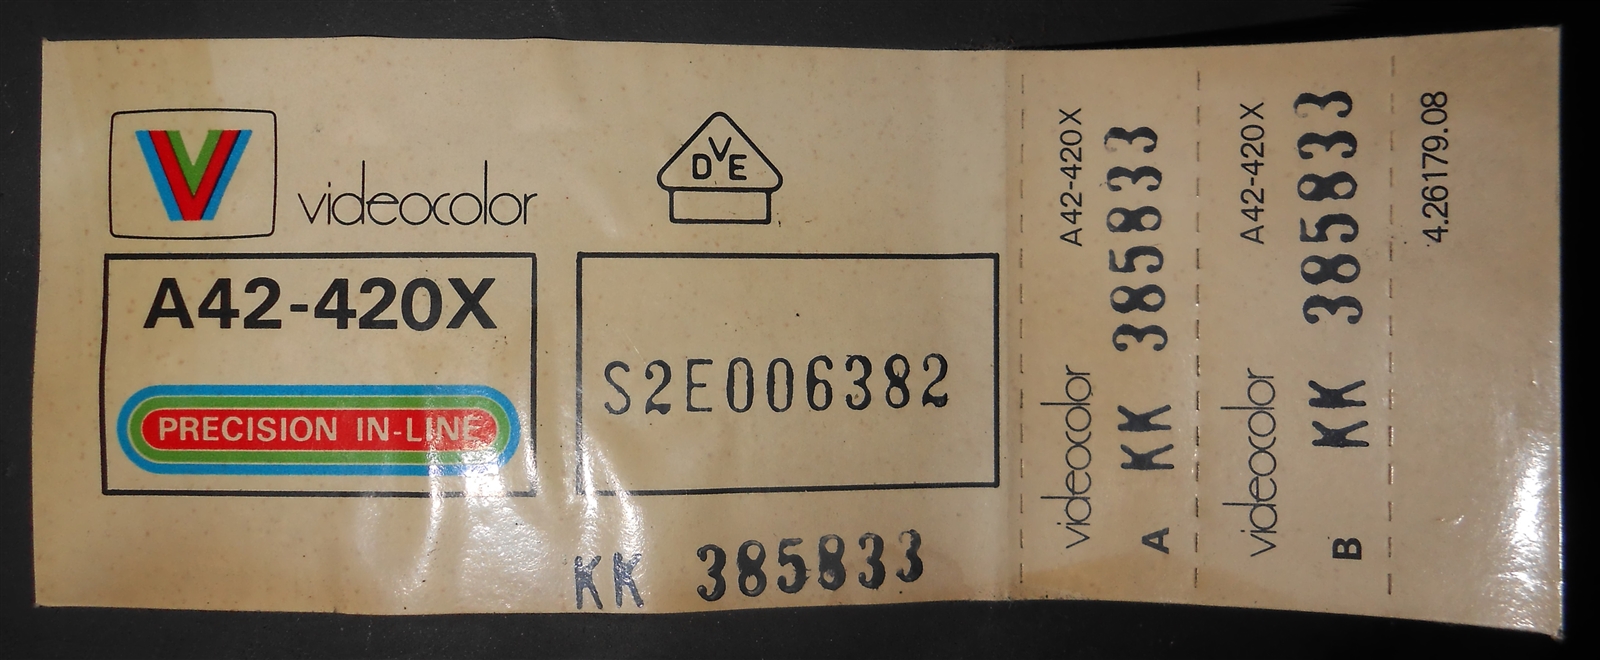 V videocolor
DVE
A42-420X
PRECISION IN-LINE
S2E006382
KK 385833
A videocolor A42-420X
KK 385833
B videocolor A42-420X
KK 385833
4.26179.08